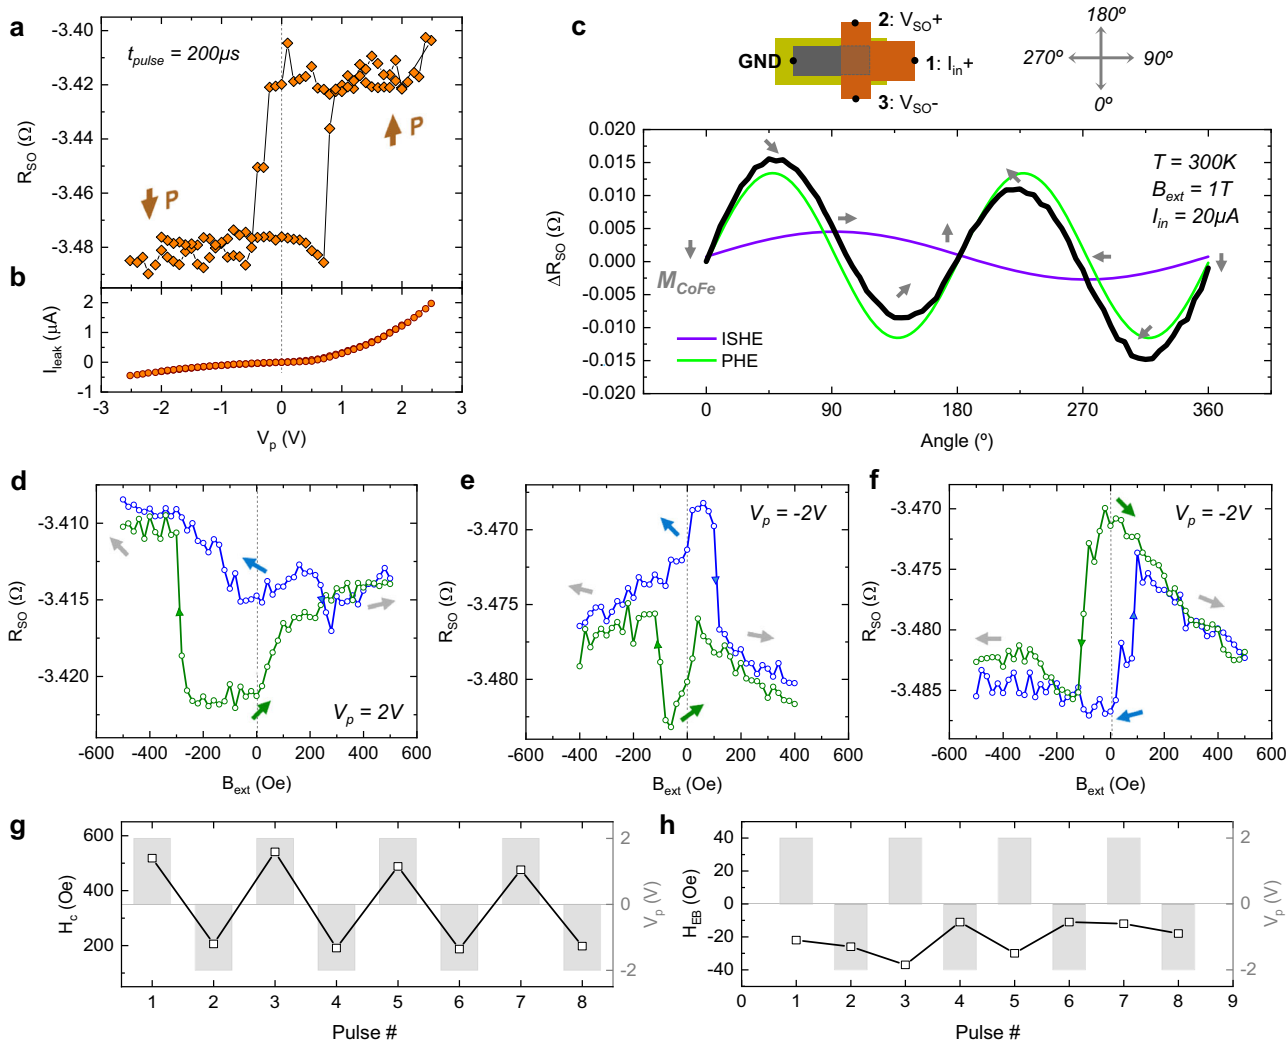 a
t_pulse = 200µs
-3.40
-3.42
-3.44
-3.46
-3.48
R_SO (Ω)
P
P
b
2
1
0
-1
I_leak (µA)
-3 -2 -1 0 1 2 3
V_p (V)
c
2: V_SO+
GND
1: I_in+
3: V_SO-
180º
270º 90º
0º
0.020
0.015
0.010
0.005
0.000
-0.005
-0.010
-0.015
-0.020
ΔR_SO (Ω)
T = 300K
B_ext = 1T
I_in = 20µA
M_CoFe
ISHE
PHE
0 90 180 270 360
Angle (º)
d
-3.410
-3.415
-3.420
R_SO (Ω)
V_p = 2V
-600 -400 -200 0 200 400 600
B_ext (Oe)
e
V_p = -2V
-3.470
-3.475
-3.480
R_SO (Ω)
-600 -400 -200 0 200 400 600
B_ext (Oe)
f
V_p = -2V
-3.470
-3.475
-3.480
-3.485
R_SO (Ω)
-600 -400 -200 0 200 400 600
B_ext (Oe)
g
600
400
200
H_c (Oe)
2
0
-2
V_p (V)
1 2 3 4 5 6 7 8
Pulse #
h
40
20
0
-20
-40
H_EB (Oe)
2
0
-2
V_p (V)
0 1 2 3 4 5 6 7 8 9
Pulse #